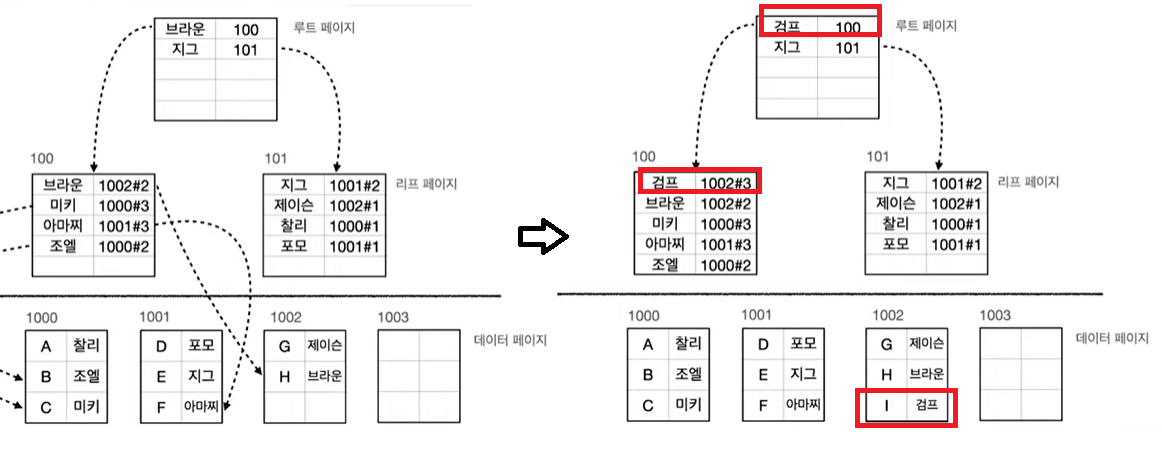 브라운 100 루트 페이지
지그 101
100
브라운 1002#2
미키 1000#3
아마찌 1001#3
조엘 1000#2
101
지그 1001#2 리프 페이지
제이슨 1002#1
찰리 1000#1
포모 1001#1
1000
A 찰리
B 조엘
C 미키
1001
D 포모
E 지그
F 아마찌
1002
G 제이슨
H 브라운
1003
데이터 페이지
검프 100 루트 페이지
지그 101
100
검프 1002#3
브라운 1002#2
미키 1000#3
아마찌 1001#3
조엘 1000#2
101
지그 1001#2 리프 페이지
제이슨 1002#1
찰리 1000#1
포모 1001#1
1000
A 찰리
B 조엘
C 미키
1001
D 포모
E 지그
F 아마찌
1002
G 제이슨
H 브라운
I 검프
1003
데이터 페이지